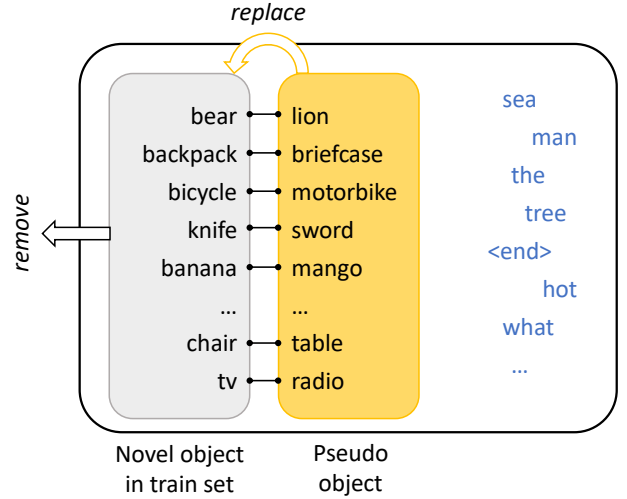 replace
remove
bear lion
backpack briefcase
bicycle motorbike
knife sword
banana mango
... ...
chair table
tv radio
sea
man
the
tree
<end>
hot
what
...
Novel object
in train set
Pseudo
object